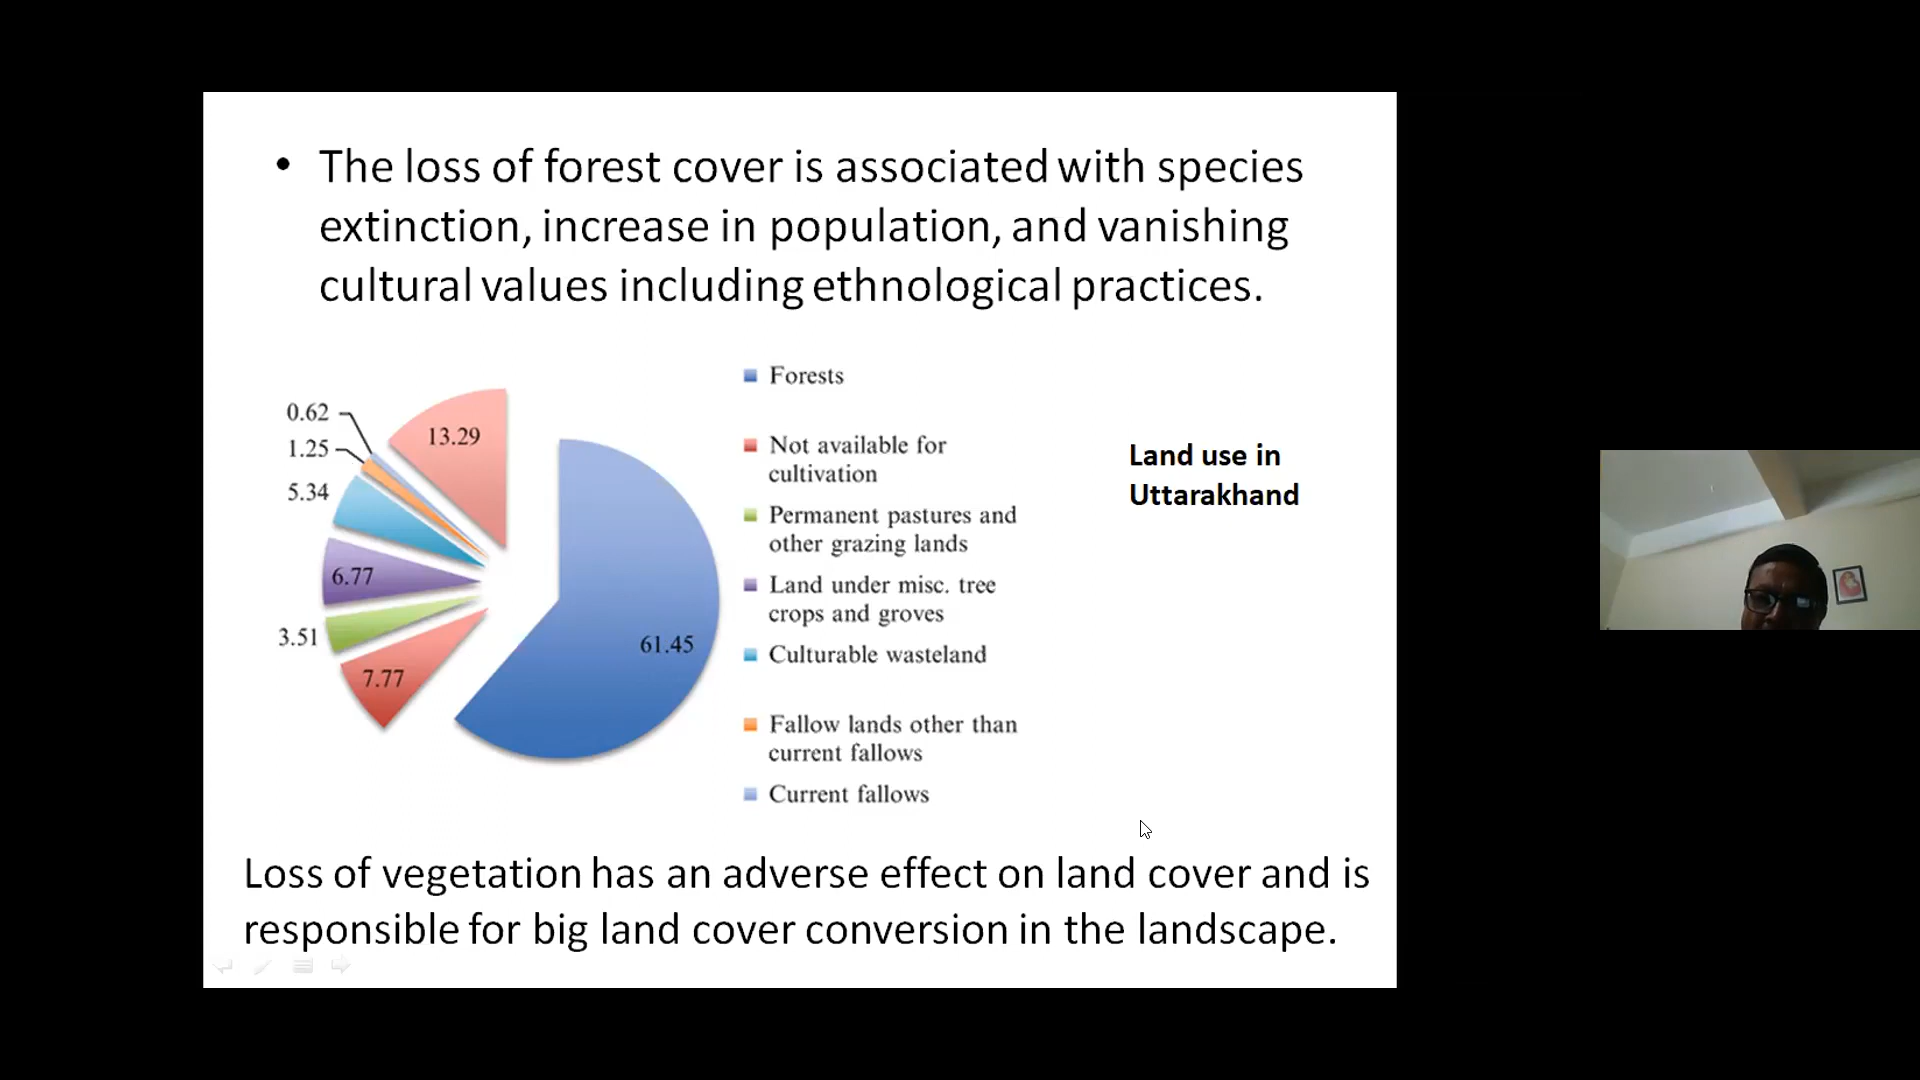 • The loss of forest cover is associated with species
extinction, increase in population, and vanishing
cultural values including ethnological practices.
0.62
1.25
5.34
6.77
3.51
7.77
13.29
61.45
Forests
Not available for
cultivation
Permanent pastures and
other grazing lands
Land under misc. tree
crops and groves
Culturable wasteland
Fallow lands other than
current fallows
Current fallows
Land use in
Uttarakhand
Loss of vegetation has an adverse effect on land cover and is
responsible for big land cover conversion in the landscape.